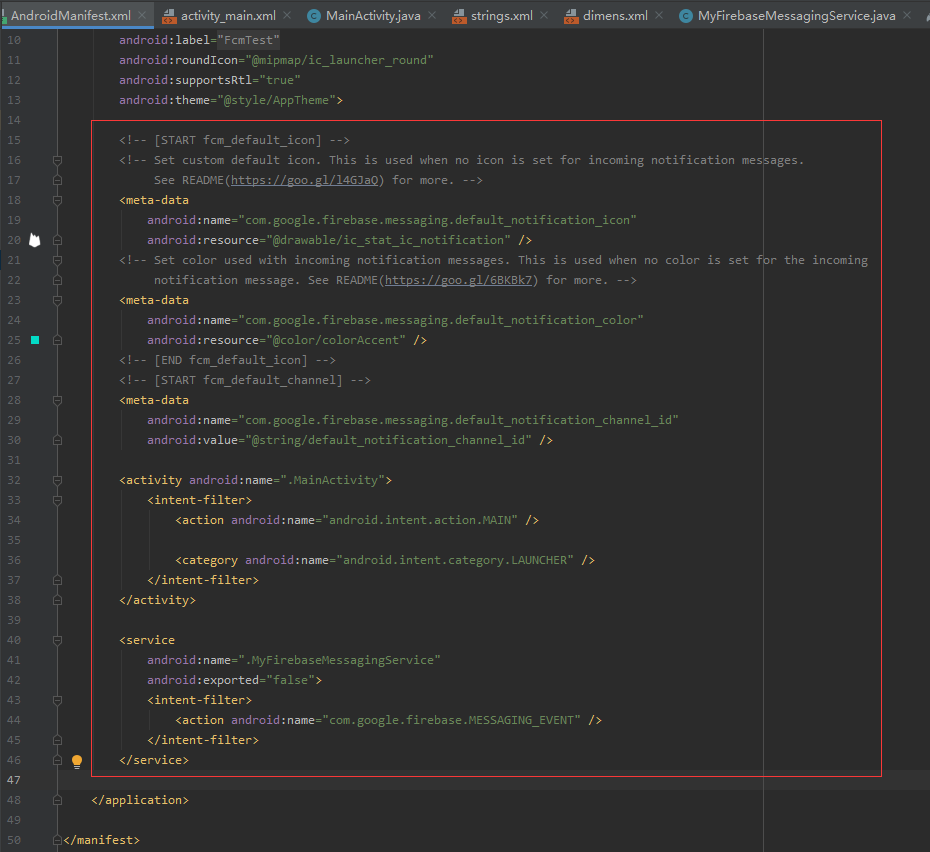 AndroidManifest.xml activity_main.xml MainActivity.java strings.xml dimens.xml MyFirebaseMessagingService.java
10 android:label="FcmTest"
11 android:roundIcon="@mipmap/ic_launcher_round"
12 android:supportsRtl="true"
13 android:theme="@style/AppTheme">
14
15 <!-- [START fcm_default_icon] -->
16 <!-- Set custom default icon. This is used when no icon is set for incoming notification messages.
17 See README(https://goo.gl/l4GJaQ) for more. -->
18 <meta-data
19 android:name="com.google.firebase.messaging.default_notification_icon"
20 android:resource="@drawable/ic_stat_ic_notification" />
21 <!-- Set color used with incoming notification messages. This is used when no color is set for the incoming
22 notification message. See README(https://goo.gl/6BKBk7) for more. -->
23 <meta-data
24 android:name="com.google.firebase.messaging.default_notification_color"
25 android:resource="@color/colorAccent" />
26 <!-- [END fcm_default_icon] -->
27 <!-- [START fcm_default_channel] -->
28 <meta-data
29 android:name="com.google.firebase.messaging.default_notification_channel_id"
30 android:value="@string/default_notification_channel_id" />
31
32 <activity android:name=".MainActivity">
33 <intent-filter>
34 <action android:name="android.intent.action.MAIN" />
35
36 <category android:name="android.intent.category.LAUNCHER" />
37 </intent-filter>
38 </activity>
39
40 <service
41 android:name=".MyFirebaseMessagingService"
42 android:exported="false">
43 <intent-filter>
44 <action android:name="com.google.firebase.MESSAGING_EVENT" />
45 </intent-filter>
46 </service>
47
48 </application>
49
50 </manifest>